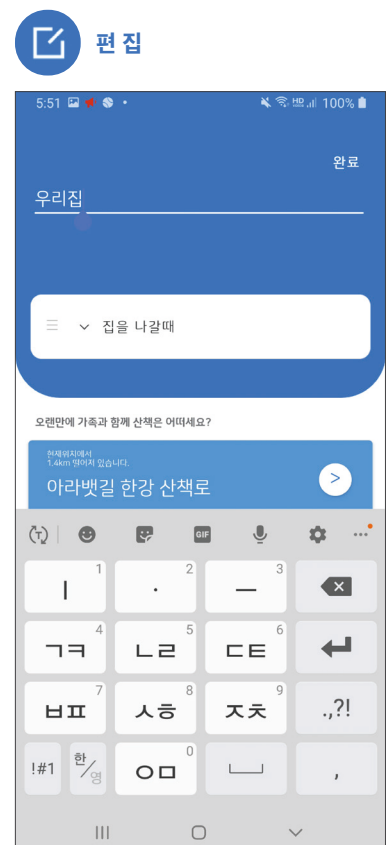 편 집
5:51
100%
완료
우리집
집을 나갈때
오랜만에 가족과 함께 산책은 어떠세요?
현재위치에서
1.4km 떨어져 있습니다.
아라뱃길 한강 산책로
>
T GIF
ㅣ 1 · 2 ㅡ 3
ㄱㅋ 4 ㄴㄹ 5 ㄷㅌ 6
ㅂㅍ 7 ㅅㅎ 8 ㅈㅊ 9 .,?!
!#1 한/영 ㅇㅁ 0 ,